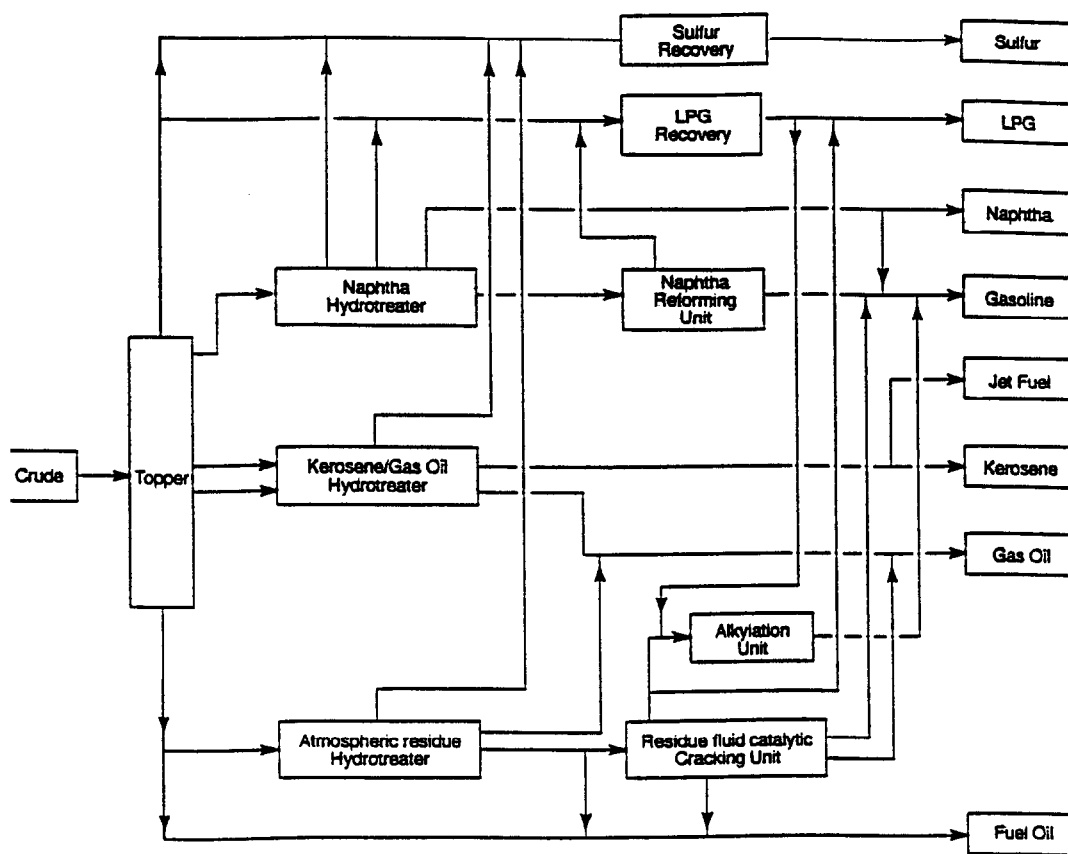 Sulfur
Recovery
Sulfur
LPG
Recovery
LPG
Naphtha
Naphtha
Hydrotreater
Naphtha
Reforming
Unit
Gasoline
Jet Fuel
Crude
Topper
Kerosene/Gas Oil
Hydrotreater
Kerosene
Gas Oil
Alkylation
Unit
Atmospheric residue
Hydrotreater
Residue fluid catalytic
Cracking Unit
Fuel Oil